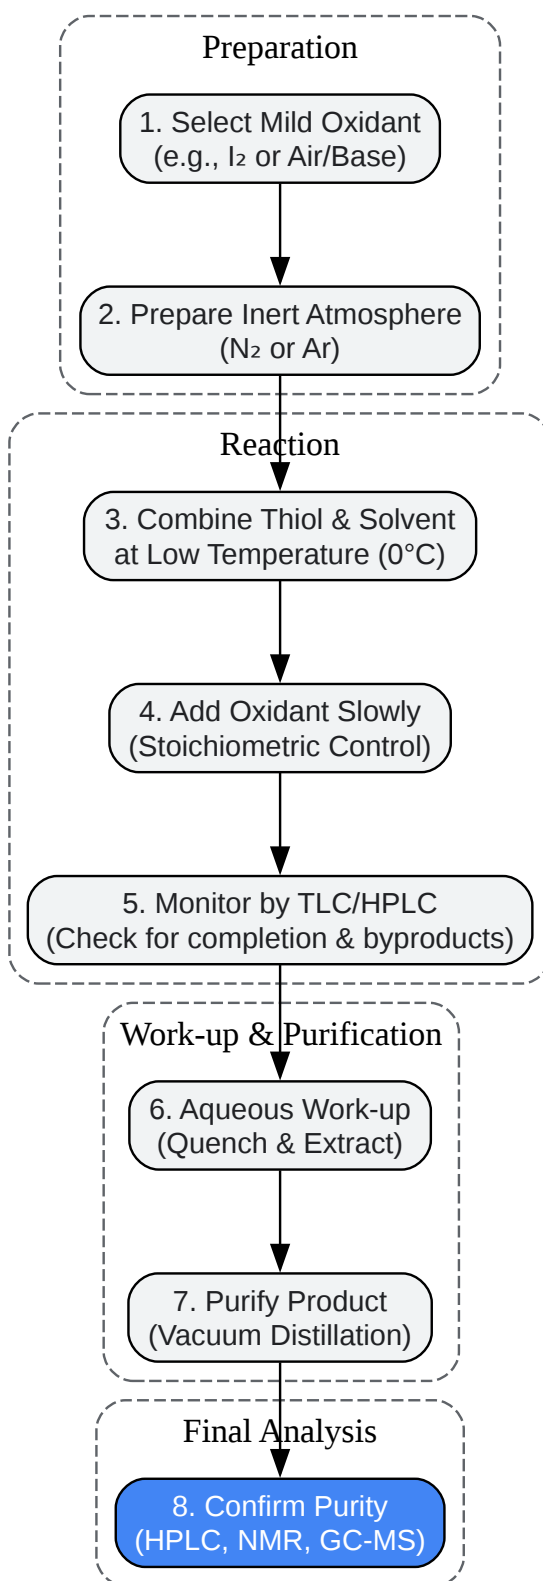 Preparation
1. Select Mild Oxidant
(e.g., I₂ or Air/Base)
2. Prepare Inert Atmosphere
(N₂ or Ar)
Reaction
3. Combine Thiol & Solvent
at Low Temperature (0°C)
4. Add Oxidant Slowly
(Stoichiometric Control)
5. Monitor by TLC/HPLC
(Check for completion & byproducts)
Work-up & Purification
6. Aqueous Work-up
(Quench & Extract)
7. Purify Product
(Vacuum Distillation)
Final Analysis
8. Confirm Purity
(HPLC, NMR, GC-MS)